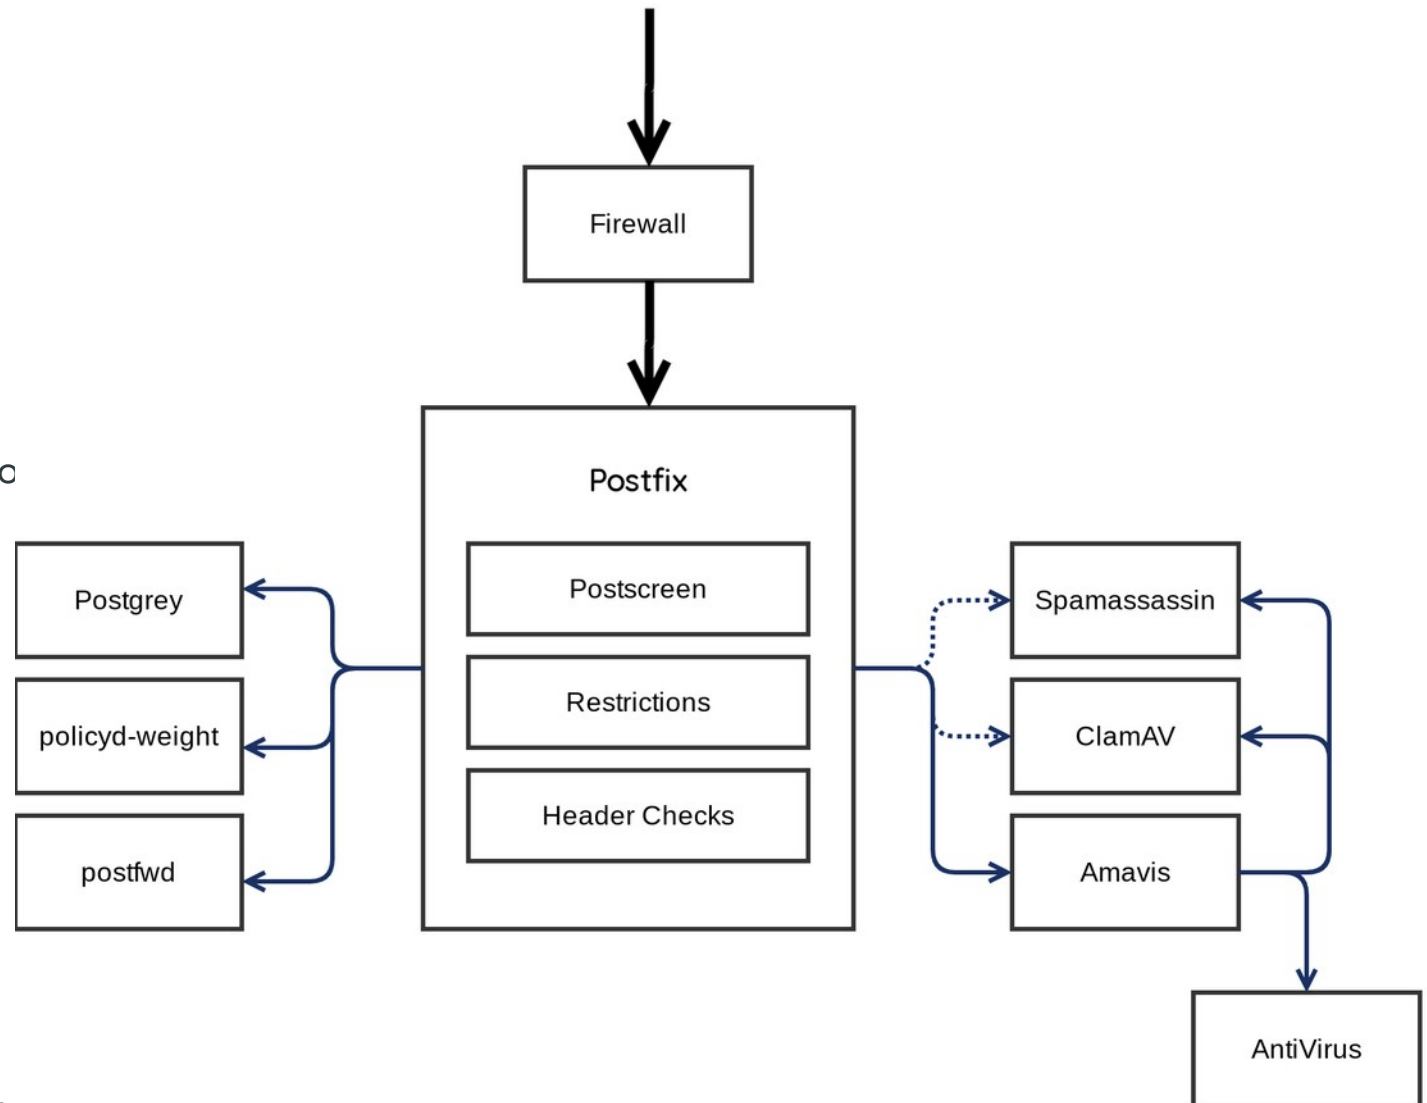 Firewall
Postfix
Postgrey
Postscreen
Spamassassin
policyd-weight
Restrictions
ClamAV
postfwd
Header Checks
Amavis
AntiVirus